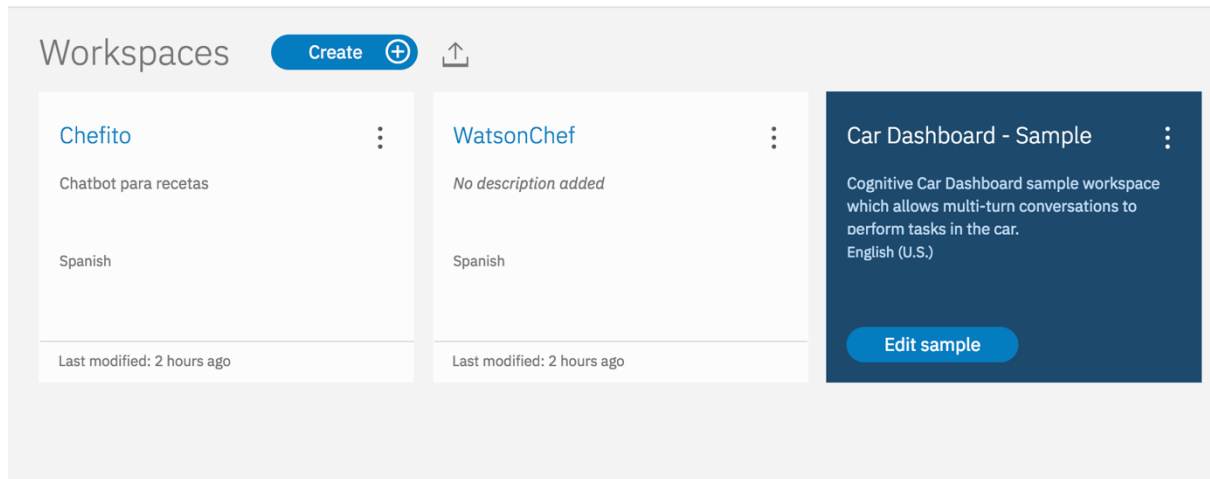 Workspaces
Create
Chefito
Chatbot para recetas
Spanish
Last modified: 2 hours ago
WatsonChef
No description added
Spanish
Last modified: 2 hours ago
Car Dashboard - Sample
Cognitive Car Dashboard sample workspace
which allows multi-turn conversations to
perform tasks in the car.
English (U.S.)
Edit sample